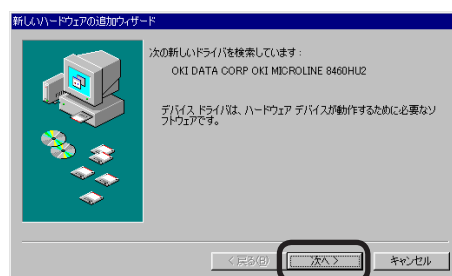 新しいハードウェアの追加ウィザード
次の新しいドライバを検索しています：
OKI DATA CORP OKI MICROLINE 8460HU2
デバイス ドライバは、ハードウェア デバイスが動作するために必要なソ
フトウェアです。
< 戻る(B)
次へ >
キャンセル